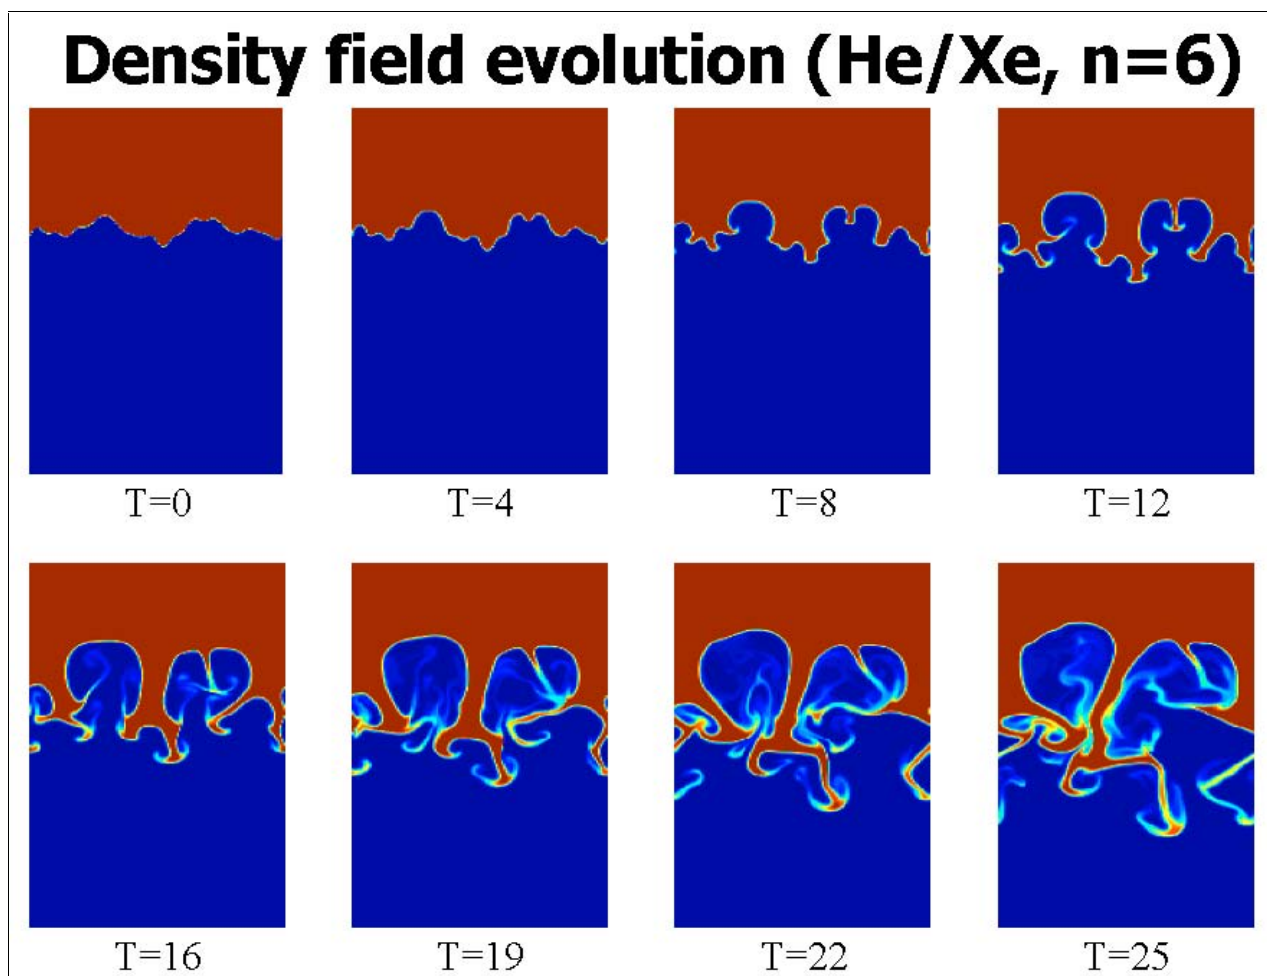 Density field evolution (He/Xe, n=6)
T=0
T=4
T=8
T=12
T=16
T=19
T=22
T=25